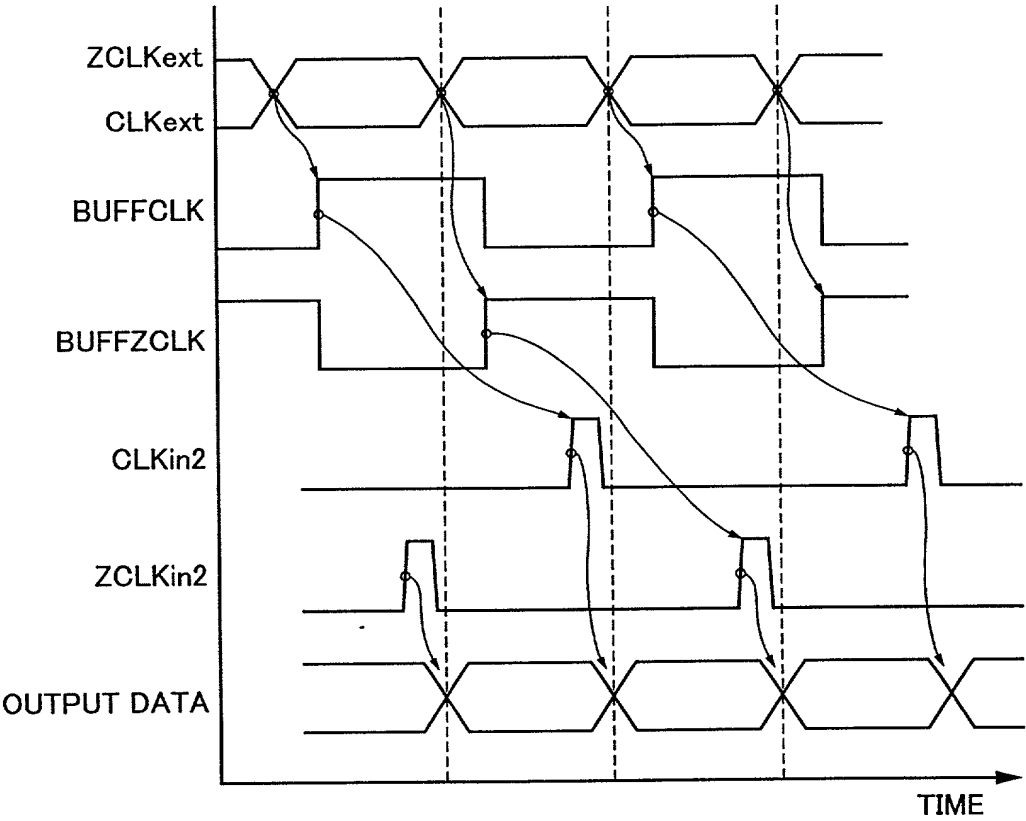 ZCLKext
CLKext
BUFFCLK
BUFFZCLK
CLKin2
ZCLKin2
OUTPUT DATA
TIME